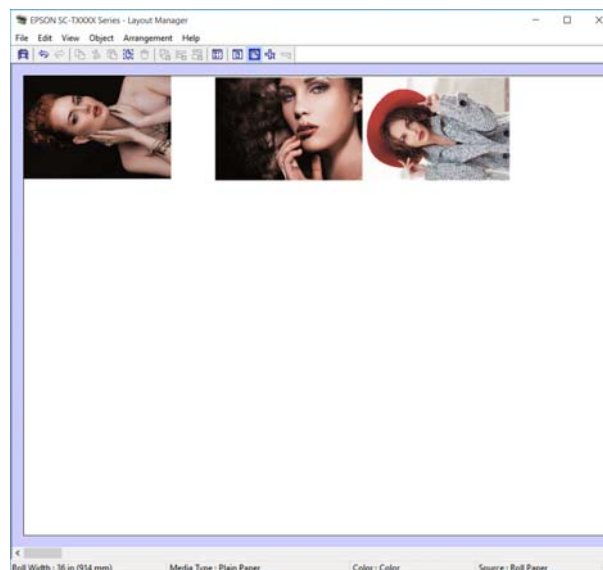 EPSON SC-TXXXX Series - Layout Manager
File Edit View Object Arrangement Help
Roll Width : 36 in (914 mm) Media Type : Plain Paper Color : Color Source : Roll Paper